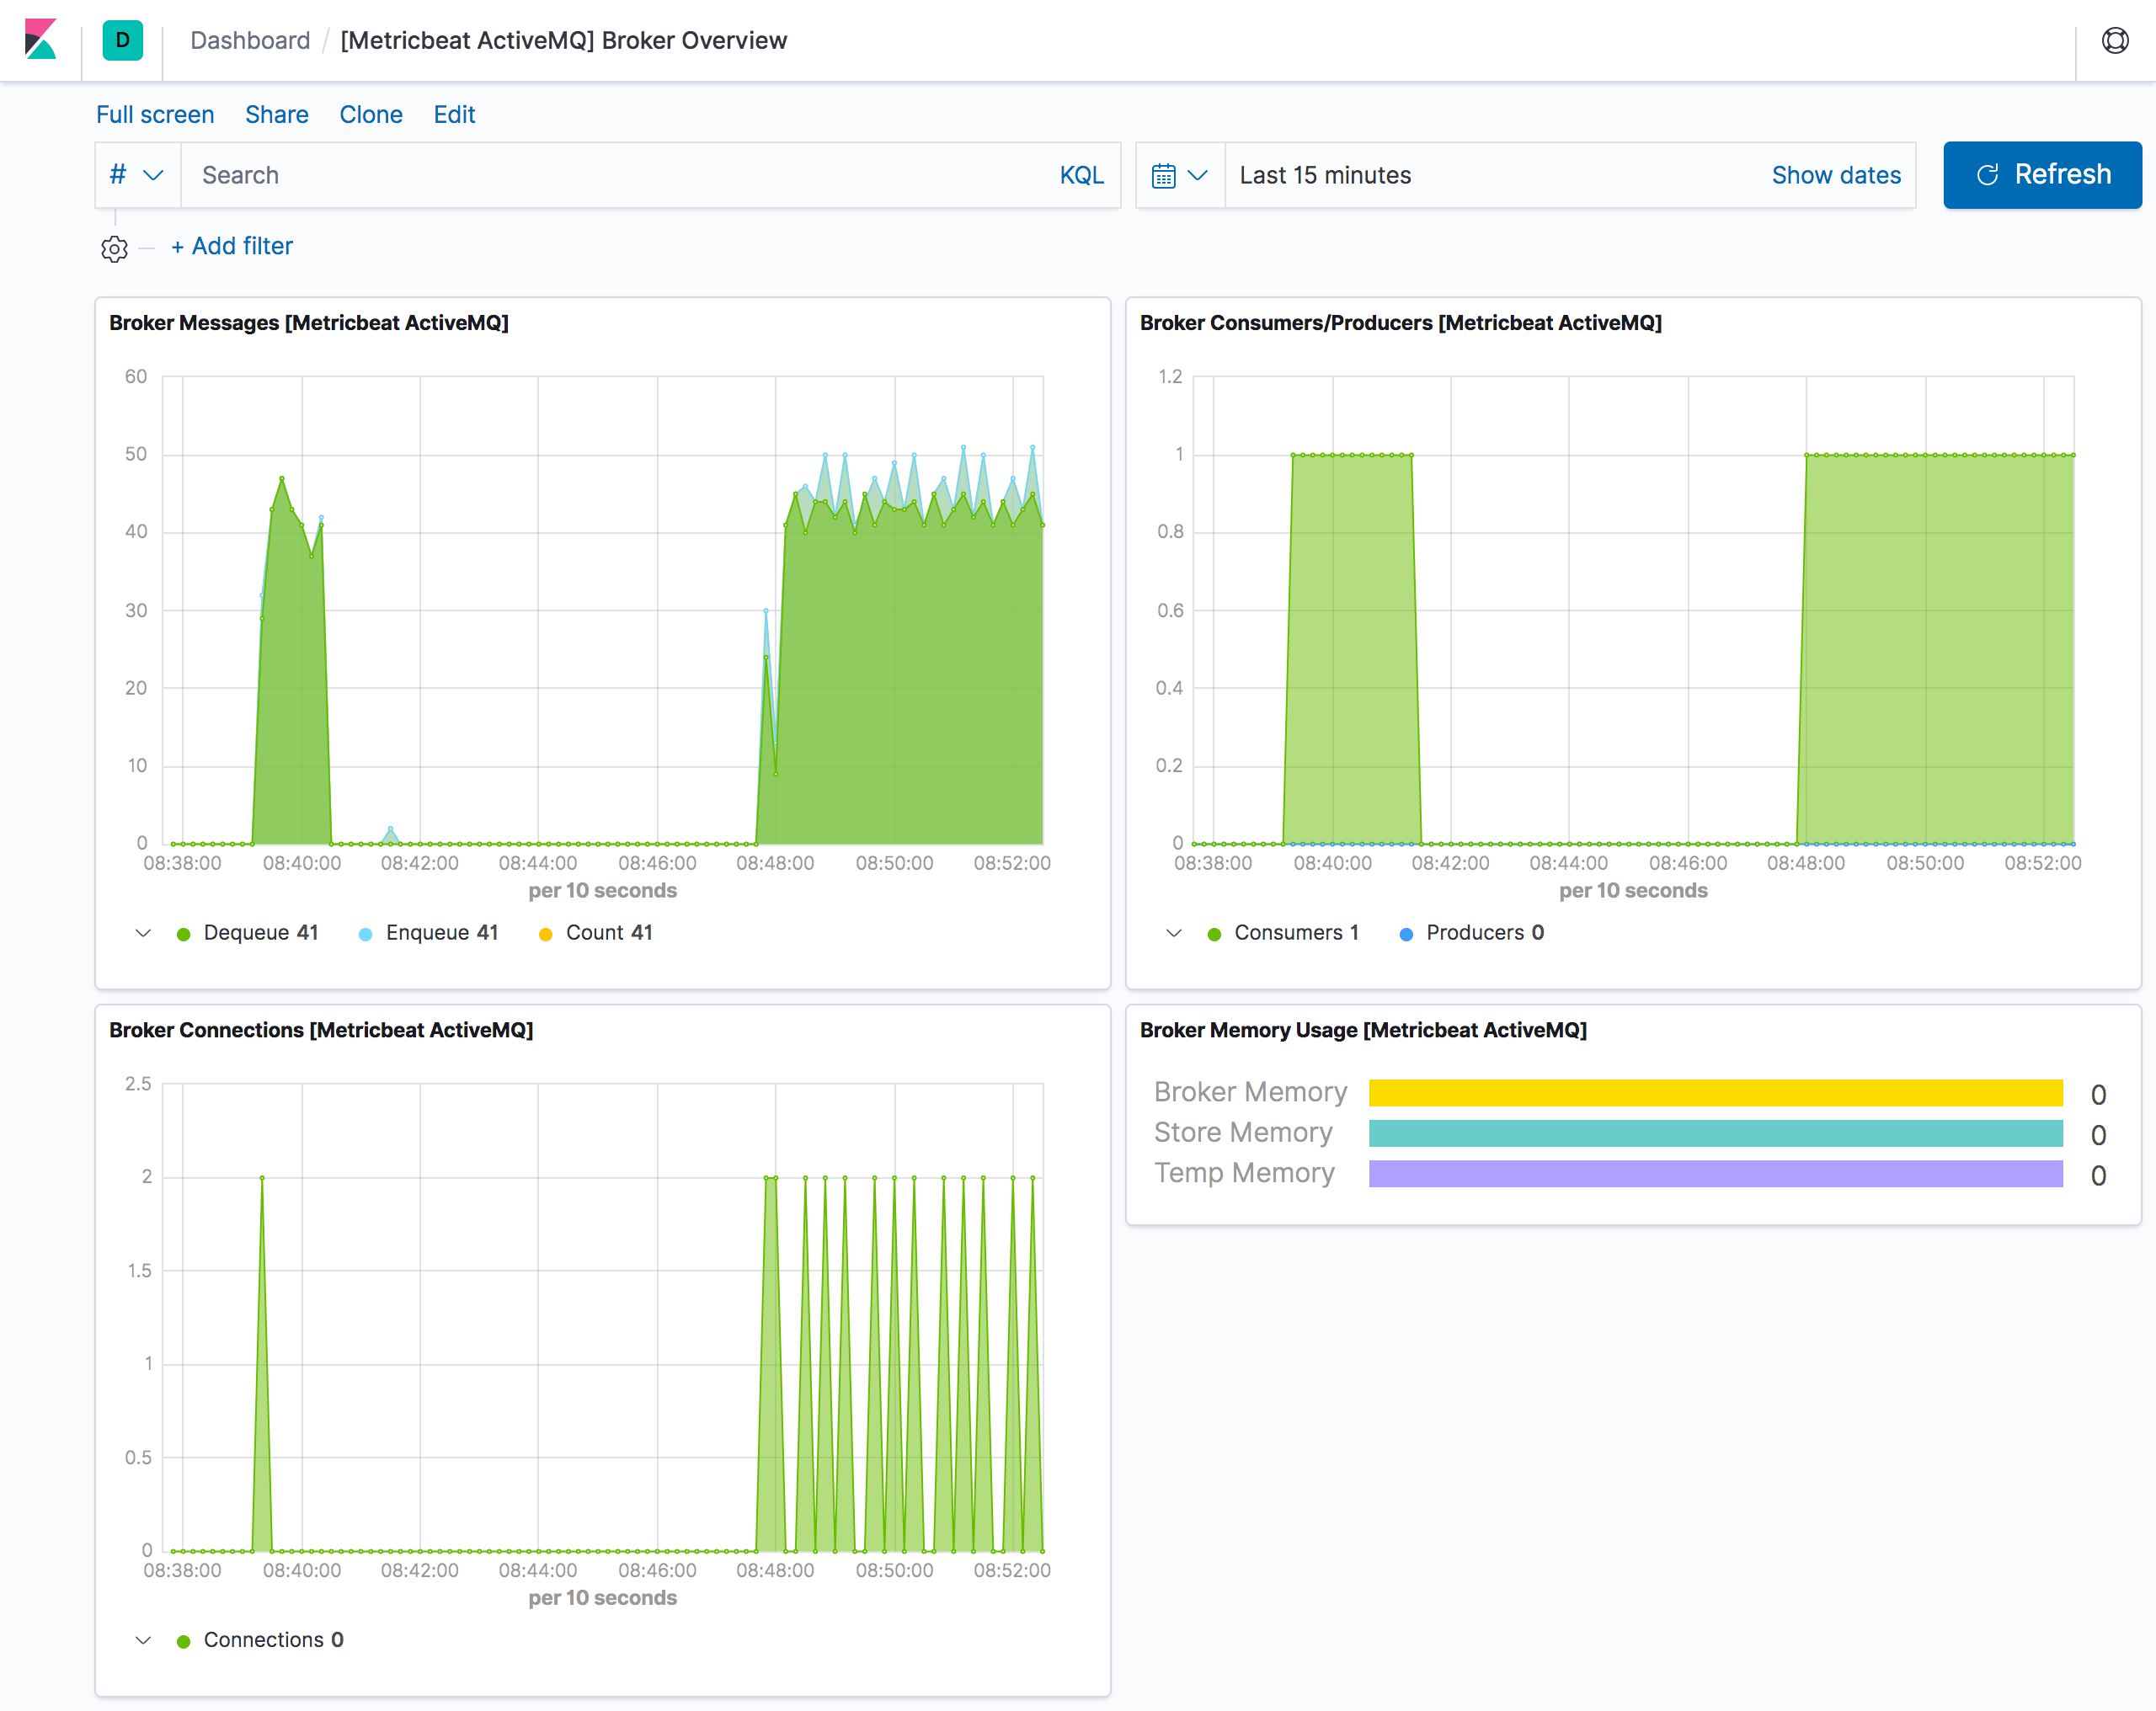 D Dashboard / [Metricbeat ActiveMQ] Broker Overview
Full screen Share Clone Edit
# Search KQL Last 15 minutes Show dates Refresh
+ Add filter
Broker Messages [Metricbeat ActiveMQ]
60
50
40
30
20
10
0
08:38:00 08:40:00 08:42:00 08:44:00 08:46:00 08:48:00 08:50:00 08:52:00
per 10 seconds
Dequeue 41 Enqueue 41 Count 41
Broker Consumers/Producers [Metricbeat ActiveMQ]
1.2
1
0.8
0.6
0.4
0.2
0
08:38:00 08:40:00 08:42:00 08:44:00 08:46:00 08:48:00 08:50:00 08:52:00
per 10 seconds
Consumers 1 Producers 0
Broker Connections [Metricbeat ActiveMQ]
2.5
2
1.5
1
0.5
0
08:38:00 08:40:00 08:42:00 08:44:00 08:46:00 08:48:00 08:50:00 08:52:00
per 10 seconds
Connections 0
Broker Memory Usage [Metricbeat ActiveMQ]
Broker Memory 0
Store Memory 0
Temp Memory 0